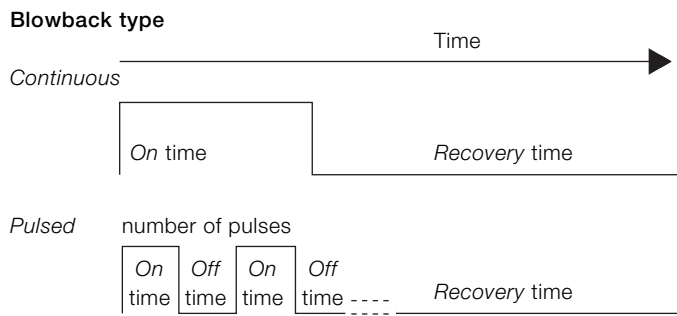 Blowback type
Time
Continuous
On time
Recovery time
Pulsed
number of pulses
On Off On Off
time time time time
Recovery time